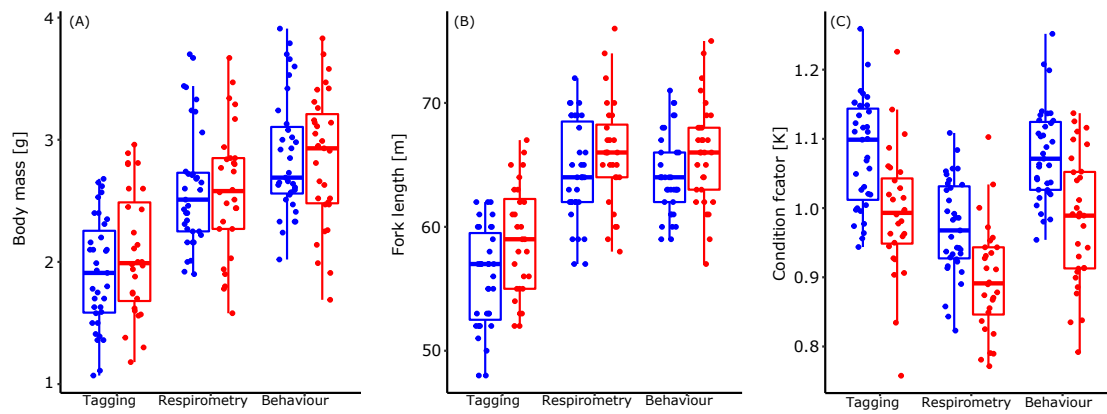 (A)
Body mass [g]
4
3
2
1
Tagging Respirometry Behaviour
(B)
Fork length [m]
70
60
50
Tagging Respirometry Behaviour
(C)
Condition fcator [K]
1.2
1.1
1.0
0.9
0.8
Tagging Respirometry Behaviour